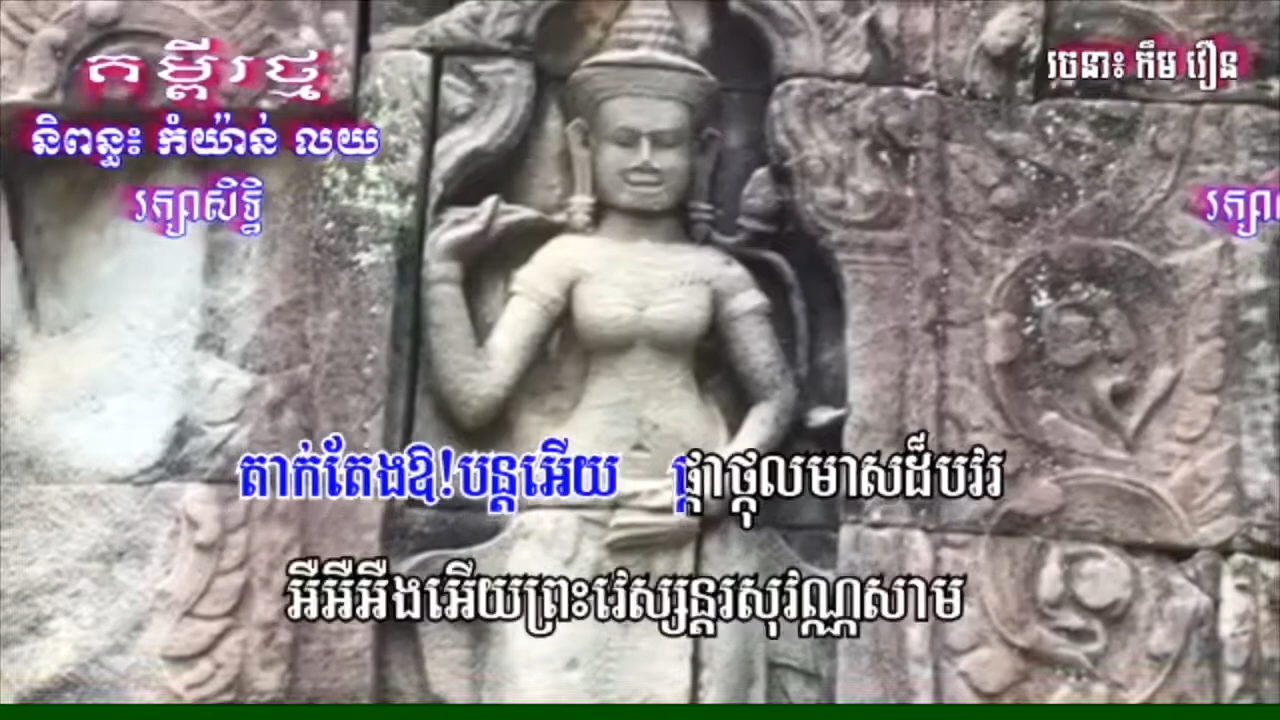 គម្ពីរថ្ម
រចនា៖ កឹម វឿន
និពន្ធ៖ កំយ៉ាន់ លយ
រក្សាសិទ្ធិ
តាក់តែងឱ!បន្តអើយ ផ្កាថ្កុលមាសដ៏បវរ
អឺអឺអឺងអើយព្រះវេស្សន្តរសុវណ្ណសាម